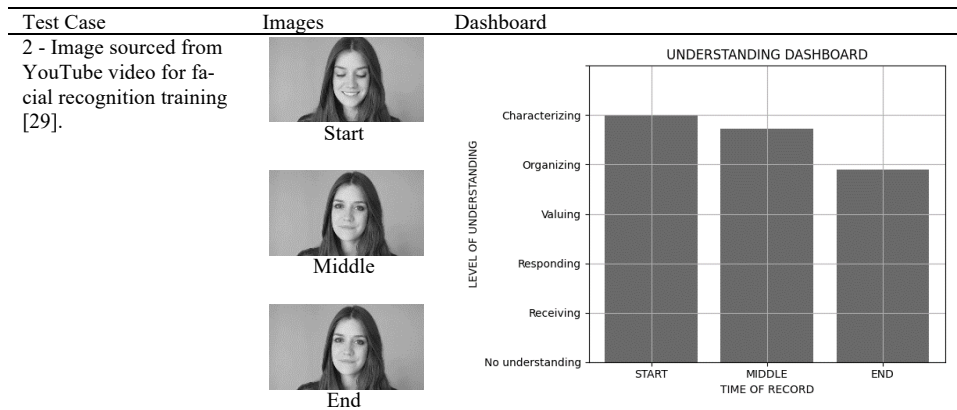 Test Case Images Dashboard
2 - Image sourced from
YouTube video for fa-
cial recognition training
[29].
Start
Middle
End
UNDERSTANDING DASHBOARD
LEVEL OF UNDERSTANDING
Characterizing
Organizing
Valuing
Responding
Receiving
No understanding
START MIDDLE END
TIME OF RECORD